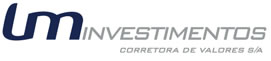 um INVESTIMENTOS
CORRETORA DE VALORES S/A